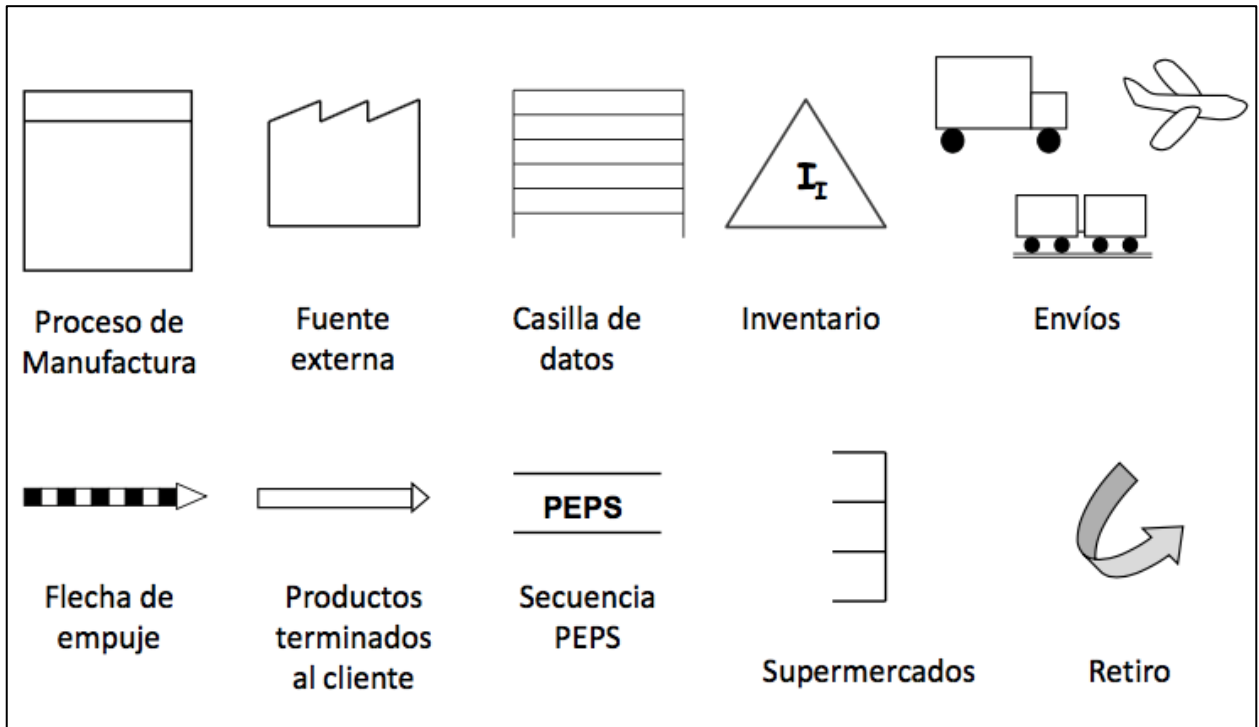 I I
Proceso de
Manufactura
Fuente
externa
Casilla de
datos
Inventario
Envíos
PEPS
Flecha de
empuje
Productos
terminados
al cliente
Secuencia
PEPS
Supermercados
Retiro